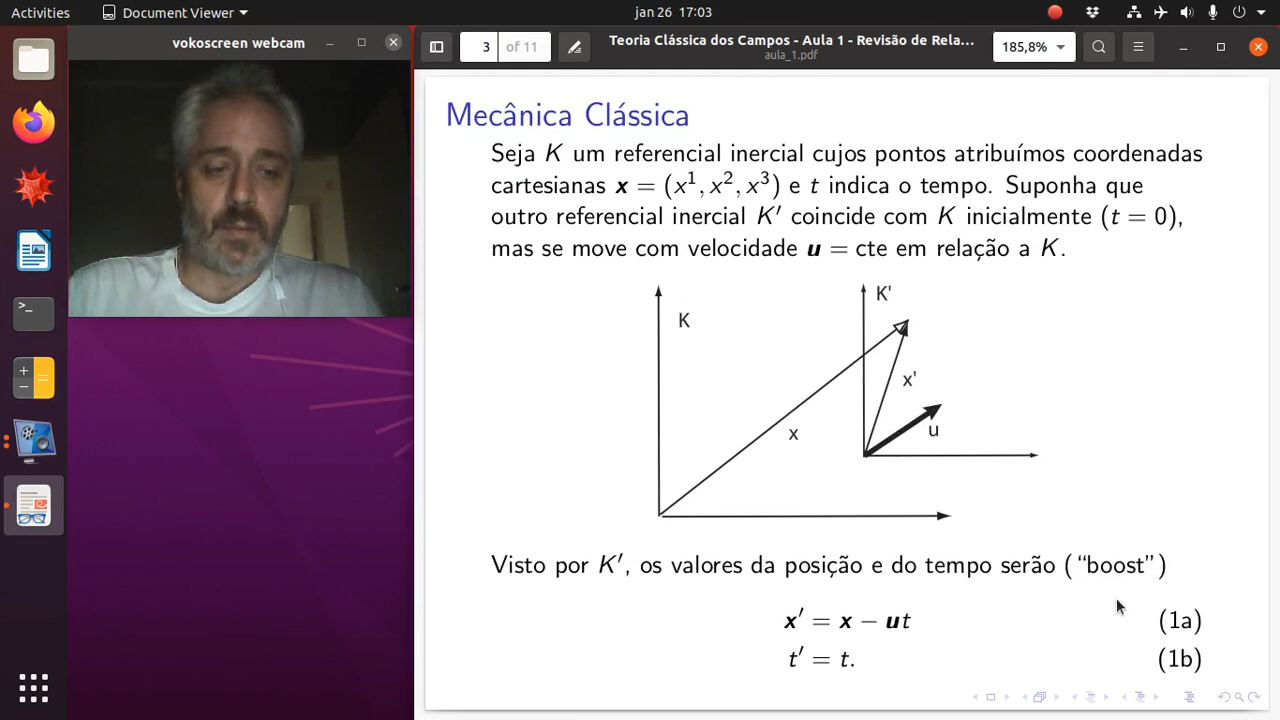 Activities
Document Viewer
jan 26 17:03
vokoscreen webcam
3 of 11
Teoria Clássica dos Campos - Aula 1 - Revisão de Rela...
aula_1.pdf
185,8%
Mecânica Clássica
Seja K um referencial inercial cujos pontos atribuímos coordenadas
cartesianas x = (x¹, x², x³) e t indica o tempo. Suponha que
outro referencial inercial K′ coincide com K inicialmente (t = 0),
mas se move com velocidade u = cte em relação a K.
K
K'
x'
x
u
Visto por K′, os valores da posição e do tempo serão (“boost”)
x′ = x − ut (1a)
t′ = t. (1b)